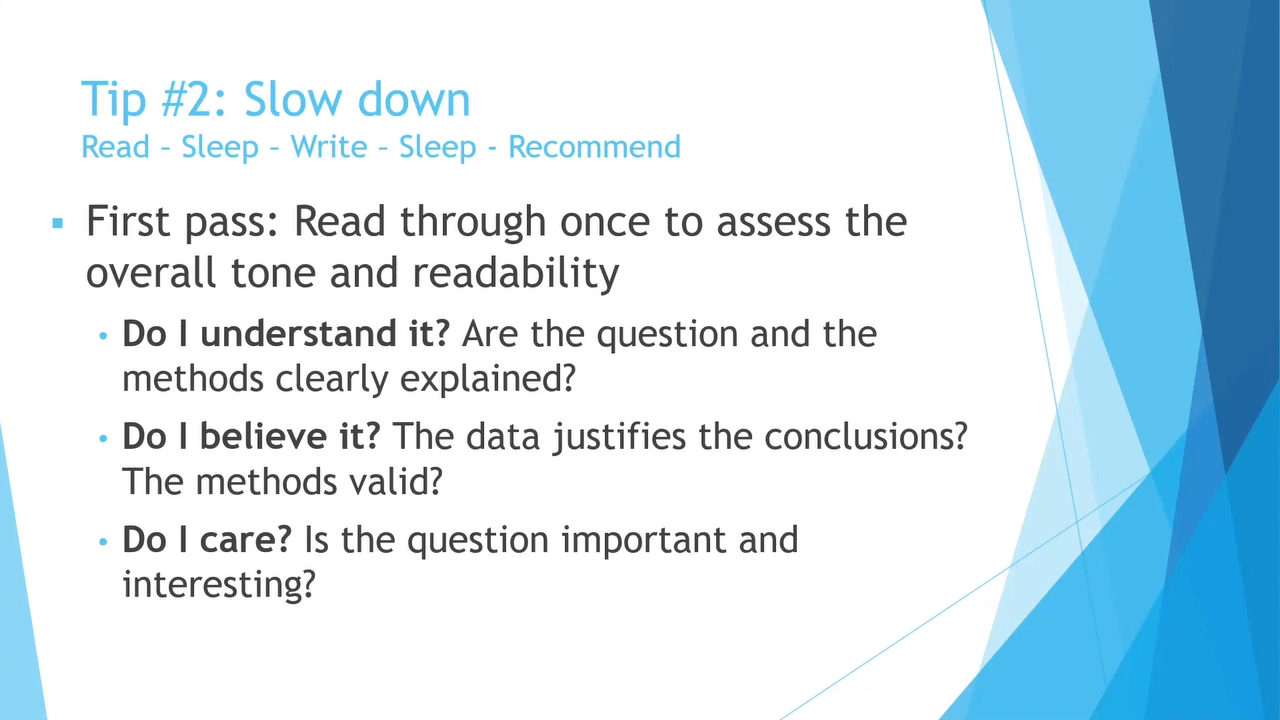 Tip #2: Slow down
Read – Sleep – Write – Sleep - Recommend
▪ First pass: Read through once to assess the
overall tone and readability
• Do I understand it? Are the question and the
methods clearly explained?
• Do I believe it? The data justifies the conclusions?
The methods valid?
• Do I care? Is the question important and
interesting?